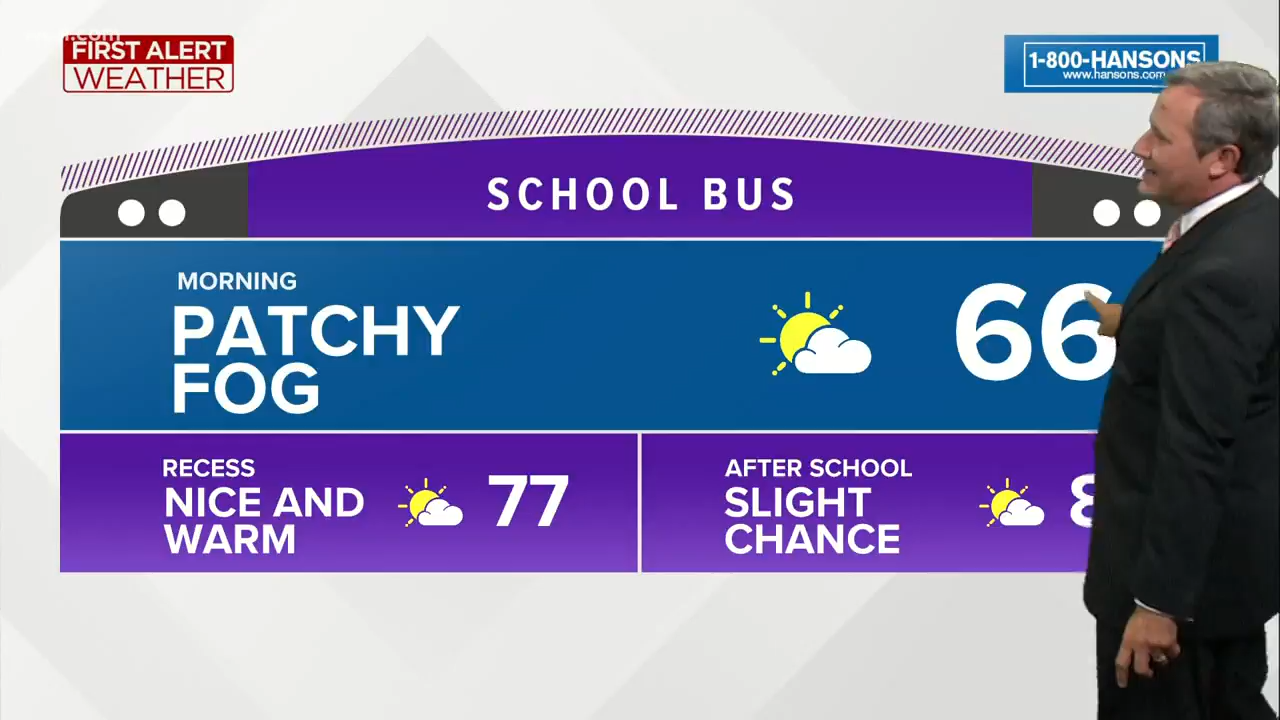 FIRST ALERT
WEATHER
1-800-HANSONS
www.hansons.com
SCHOOL BUS
MORNING
PATCHY
FOG
66
RECESS
NICE AND
WARM
77
AFTER SCHOOL
SLIGHT
CHANCE